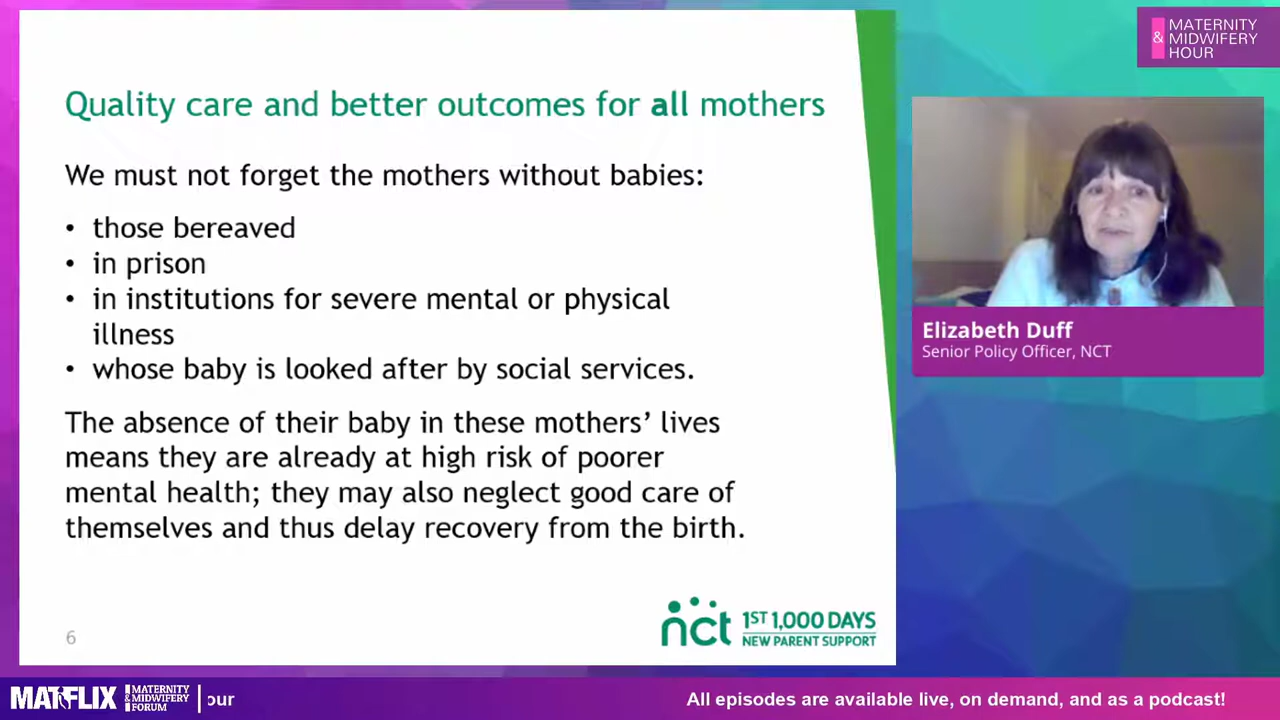 Quality care and better outcomes for all mothers
We must not forget the mothers without babies:
• those bereaved
• in prison
• in institutions for severe mental or physical
illness
• whose baby is looked after by social services.
The absence of their baby in these mothers’ lives
means they are already at high risk of poorer
mental health; they may also neglect good care of
themselves and thus delay recovery from the birth.
6
nct 1ST 1,000 DAYS
NEW PARENT SUPPORT
MATERNITY
& MIDWIFERY
HOUR
Elizabeth Duff
Senior Policy Officer, NCT
MATFLIX
MATERNITY
& MIDWIFERY
FORUM
our
All episodes are available live, on demand, and as a podcast!